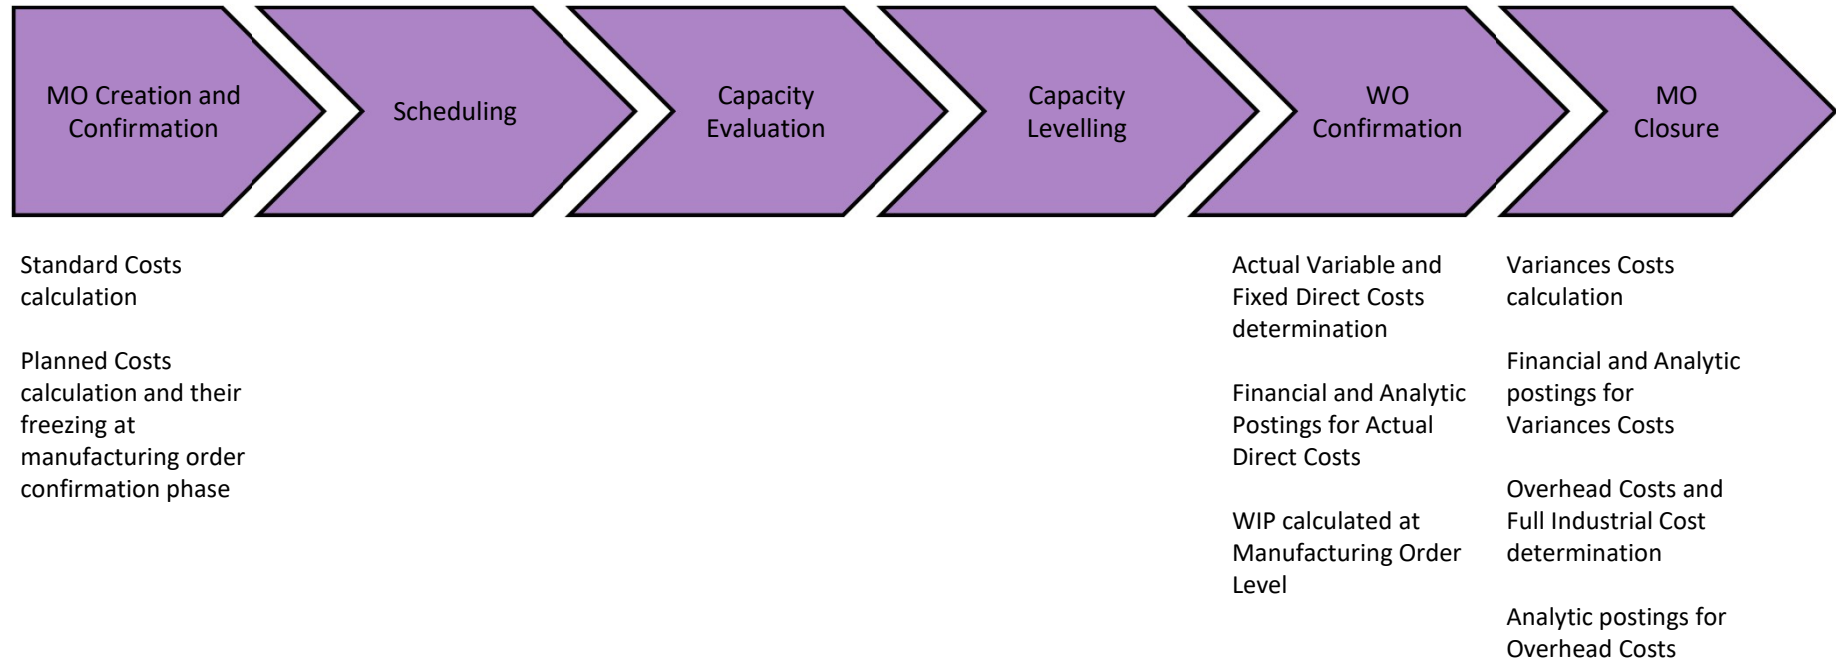 MO Creation and
Confirmation
Scheduling
Capacity
Evaluation
Capacity
Levelling
WO
Confirmation
MO
Closure
Standard Costs
calculation
Planned Costs
calculation and their
freezing at
manufacturing order
confirmation phase
Actual Variable and
Fixed Direct Costs
determination
Financial and Analytic
Postings for Actual
Direct Costs
WIP calculated at
Manufacturing Order
Level
Variances Costs
calculation
Financial and Analytic
postings for
Variances Costs
Overhead Costs and
Full Industrial Cost
determination
Analytic postings for
Overhead Costs